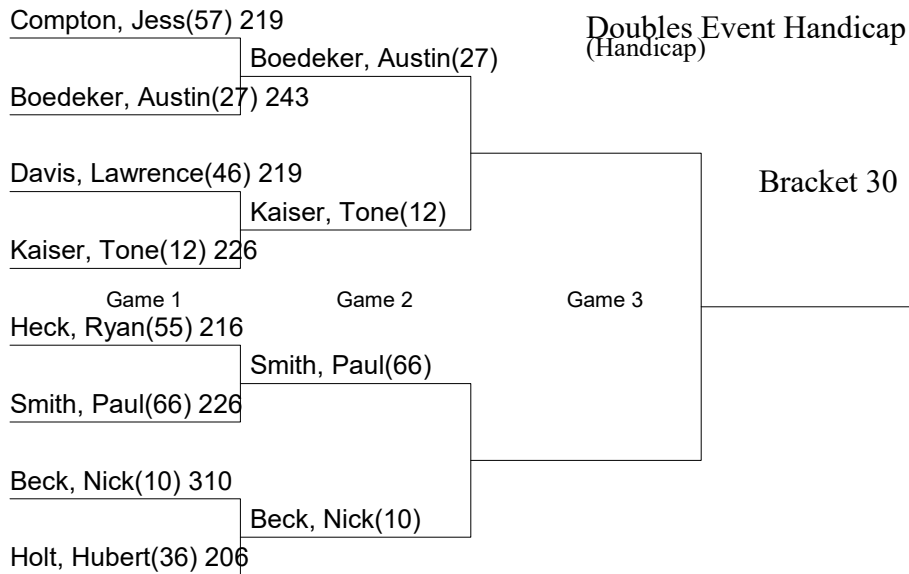 Compton, Jess(57) 219
Doubles Event Handicap
(Handicap)
Boedeker, Austin(27)
Boedeker, Austin(27) 243
Davis, Lawrence(46) 219
Bracket 30
Kaiser, Tone(12)
Kaiser, Tone(12) 226
Game 1
Game 2
Game 3
Heck, Ryan(55) 216
Smith, Paul(66)
Smith, Paul(66) 226
Beck, Nick(10) 310
Beck, Nick(10)
Holt, Hubert(36) 206